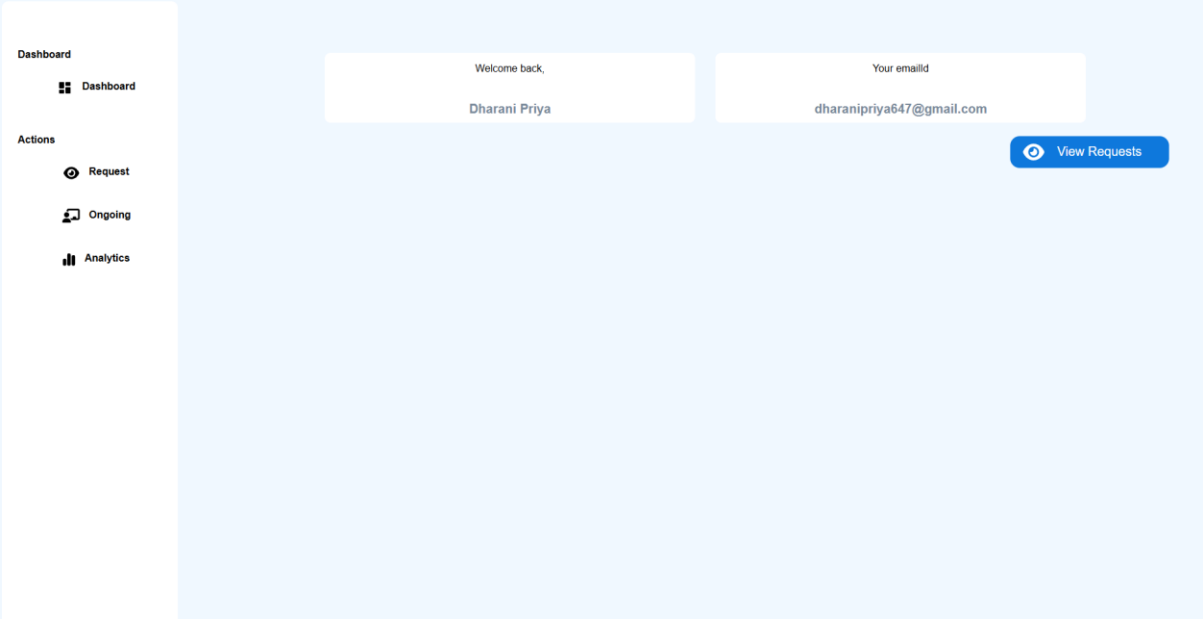 Dashboard
Dashboard
Actions
Request
Ongoing
Analytics
Welcome back,
Dharani Priya
Your emailId
dharanipriya647@gmail.com
View Requests